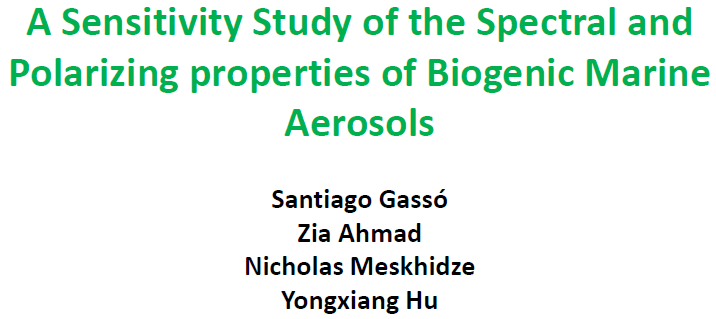 A Sensitivity Study of the Spectral and
Polarizing properties of Biogenic Marine
Aerosols
Santiago Gassó
Zia Ahmad
Nicholas Meskhidze
Yongxiang Hu